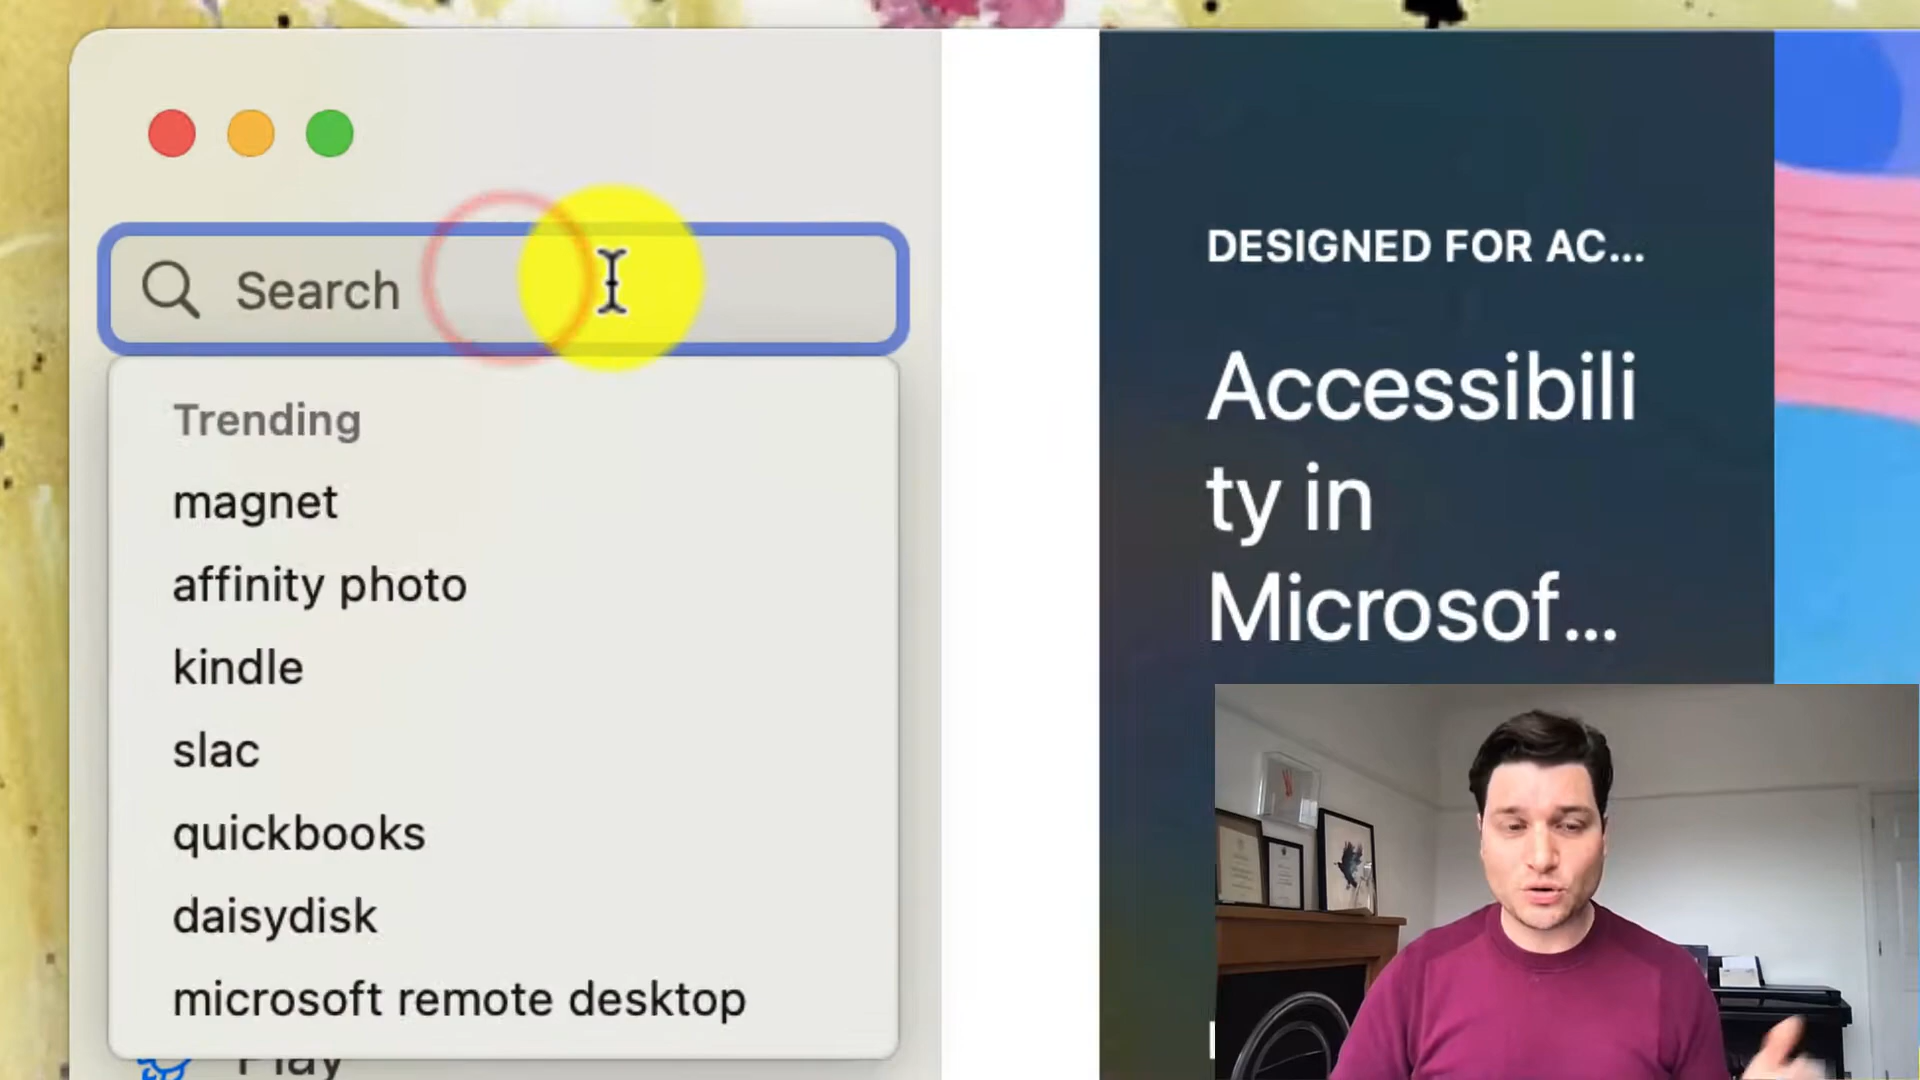 Search
Trending
magnet
affinity photo
kindle
slac
quickbooks
daisydisk
microsoft remote desktop
Play
DESIGNED FOR AC...
Accessibili
ty in
Microsof...